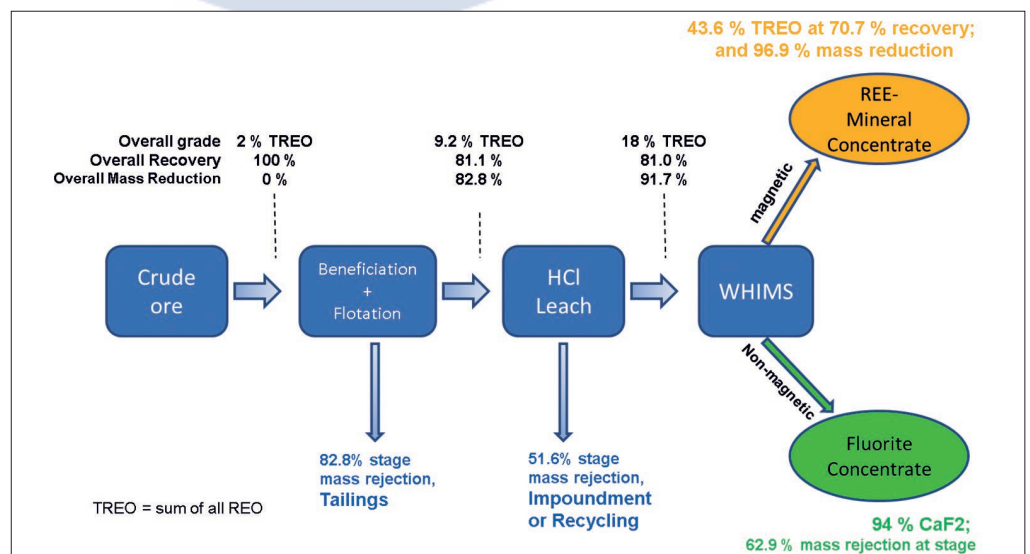 43.6 % TREO at 70.7 % recovery;
and 96.9 % mass reduction
REE-
Mineral
Concentrate
Overall grade 2 % TREO 9.2 % TREO 18 % TREO
Overall Recovery 100 % 81.1 % 81.0 %
Overall Mass Reduction 0 % 82.8 % 91.7 %
magnetic
Crude
ore
Beneficiation
+
Flotation
HCl
Leach
WHIMS
Non-magnetic
82.8% stage
mass rejection,
Tailings
51.6% stage
mass rejection,
Impoundment
or Recycling
Fluorite
Concentrate
TREO = sum of all REO
94 % CaF2;
62.9 % mass rejection at stage